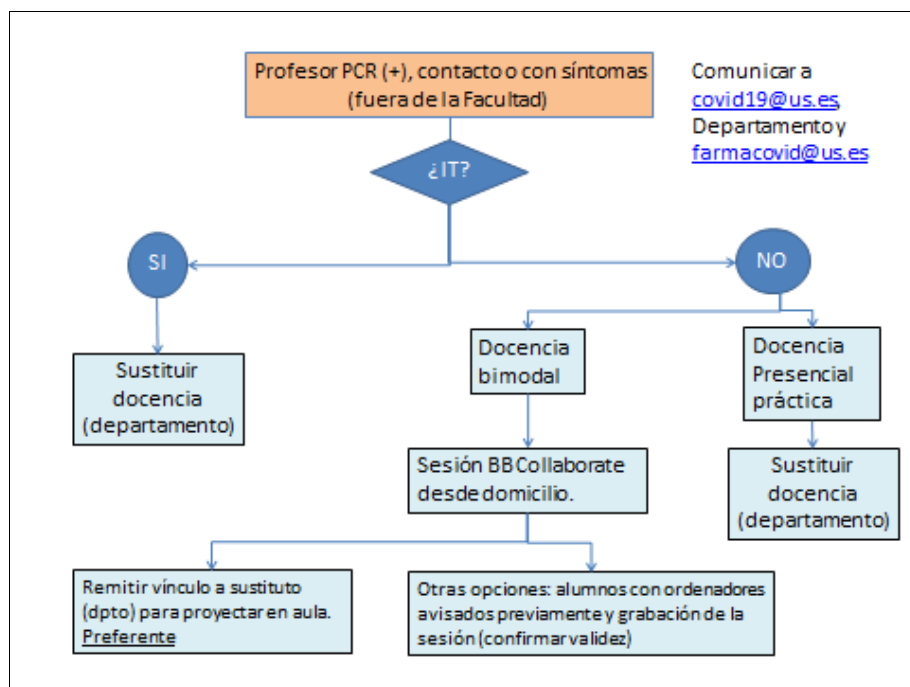 Profesor PCR (+), contacto o con síntomas
(fuera de la Facultad)
Comunicar a
covid19@us.es,
Departamento y
farmacovid@us.es
¿IT?
SI
NO
Sustituir
docencia
(departamento)
Docencia
bimodal
Docencia
Presencial
práctica
Sesión BBCollaborate
desde domicilio.
Sustituir
docencia
(departamento)
Remitir vínculo a sustituto
(dpto) para proyectar en aula.
Preferente
Otras opciones: alumnos con ordenadores
avisados previamente y grabación de la
sesión (confirmar validez)